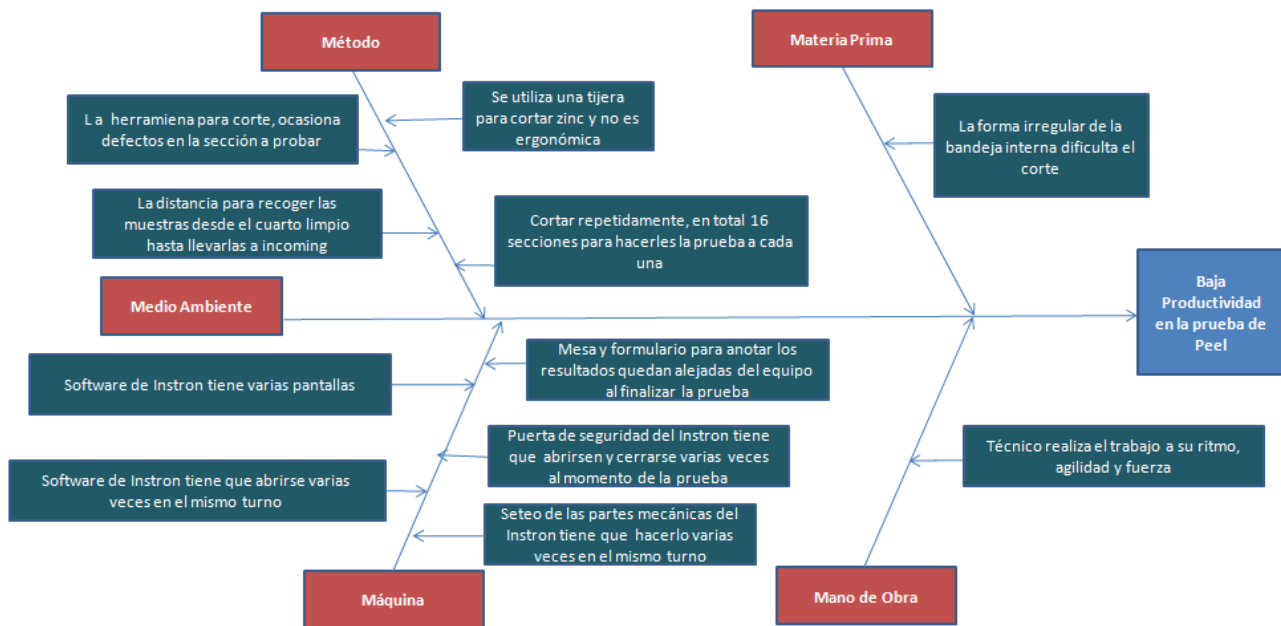 Método
Materia Prima
L a  herramiena para corte, ocasiona
defectos en la sección a probar
Se utiliza una tijera
para cortar zinc y no es
ergonómica
La forma irregular de la
bandeja interna dificulta el
corte
La distancia para recoger las
muestras desde el cuarto limpio
hasta llevarlas a incoming
Cortar repetidamente, en total 16
secciones para hacerles la prueba a cada
una
Medio Ambiente
Baja
Productividad
en la prueba de
Peel
Software de Instron tiene varias pantallas
Mesa y formulario para anotar los
resultados quedan alejadas del equipo
al finalizar la prueba
Puerta de seguridad del Instron tiene
que abrirsen y cerrarse varias veces
al momento de la prueba
Técnico realiza el trabajo a su ritmo,
agilidad y fuerza
Software de Instron tiene que abrirse varias
veces en el mismo turno
Seteo de las partes mecánicas del
Instron tiene que hacerlo varias
veces en el mismo turno
Máquina
Mano de Obra